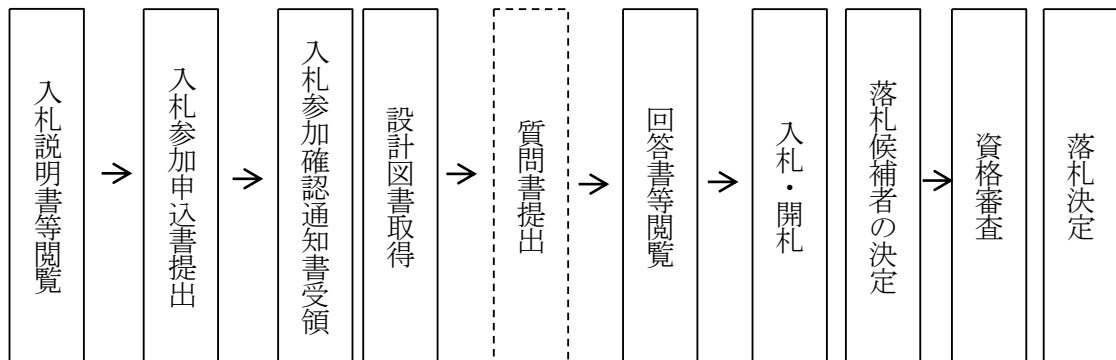 入札説明書等閲覧
入札参加申込書提出
入札参加確認通知書受領
設計図書取得
質問書提出
回答書等閲覧
入札・開札
落札候補者の決定
資格審査
落札決定